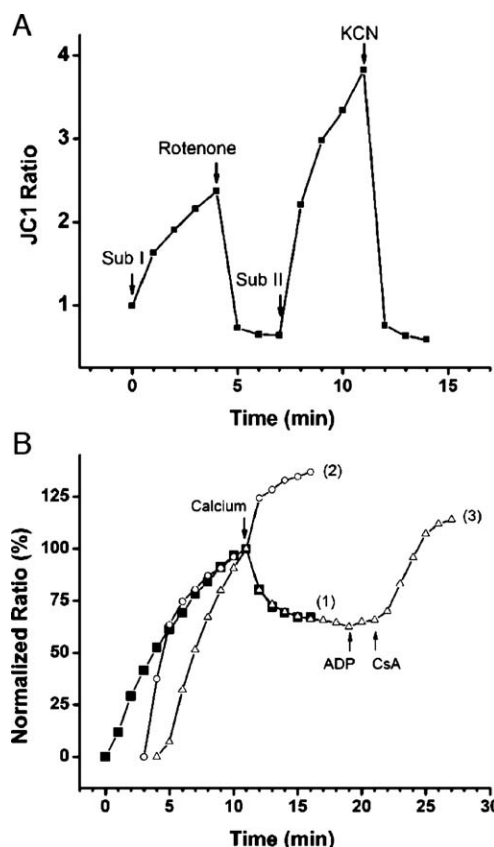 A
KCN
4
Rotenone
3
JC1 Ratio
2
Sub I
Sub II
1
0 5 10 15
Time (min)
B
(2)
125
Calcium
(3)
100
Normalized Ratio (%)
75
(1)
50
ADP CsA
25
0
0 5 10 15 20 25 30
Time (min)